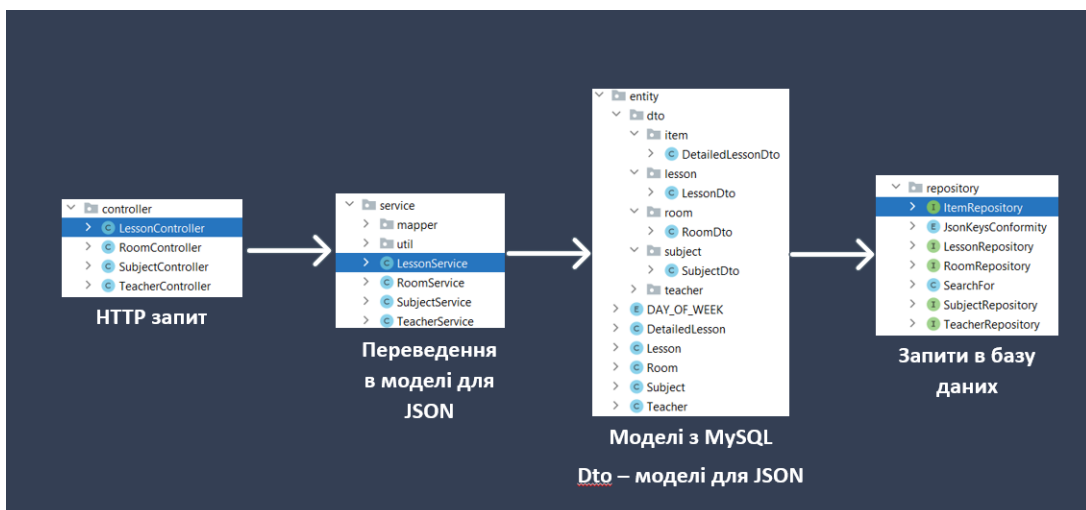 controller
LessonController
RoomController
SubjectController
TeacherController
HTTP запит
service
mapper
util
LessonService
RoomService
SubjectService
TeacherService
Переведення
в моделі для
JSON
entity
dto
item
DetailedLessonDto
lesson
LessonDto
room
RoomDto
subject
SubjectDto
teacher
DAY_OF_WEEK
DetailedLesson
Lesson
Room
Subject
Teacher
Моделі з MySQL
Dto – моделі для JSON
repository
ItemRepository
JsonKeysConformity
LessonRepository
RoomRepository
SearchFor
SubjectRepository
TeacherRepository
Запити в базу
даних